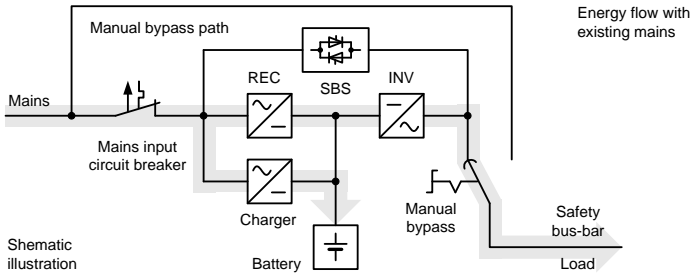 Manual bypass path
Energy flow with
existing mains
REC
SBS
INV
Mains
Mains input
circuit breaker
Charger
Manual
bypass
Safety
bus-bar
Shematic
illustration
Battery
Load